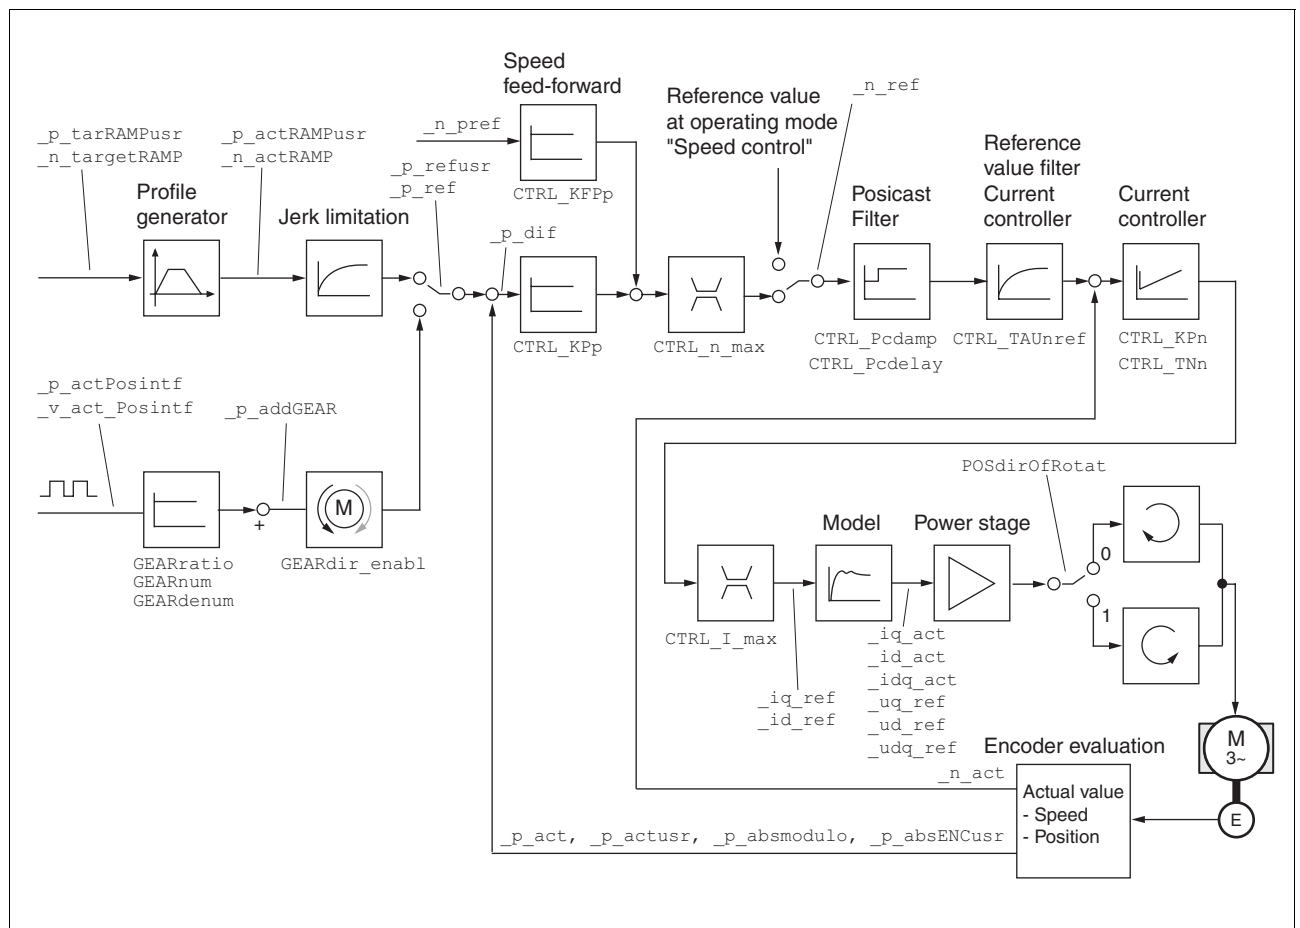 Speed
feed-forward
_n_pref
CTRL_KFPp
Reference value
at operating mode
"Speed control"
_n_ref
_p_tarRAMPusr
_n_targetRAMP
_p_actRAMPusr
_n_actRAMP
_p_refusr
_p_ref
Profile
generator
Jerk limitation
_p_dif
CTRL_KPp
CTRL_n_max
Posicast
Filter
CTRL_Pcdamp
CTRL_Pcdelay
Reference
value filter
Current
controller
CTRL_TAUnref
Current
controller
CTRL_KPn
CTRL_TNn
_p_actPosintf
_v_act_Posintf
_p_addGEAR
+
M
GEARratio
GEARnum
GEARdenum
GEARdir_enabl
POSdirOfRotat
Model
Power stage
0
1
CTRL_I_max
_iq_ref
_id_ref
_iq_act
_id_act
_idq_act
_uq_ref
_ud_ref
_udq_ref
Encoder evaluation
_n_act
Actual value
- Speed
- Position
M
3~
E
_p_act, _p_actusr, _p_absmodulo, _p_absENCusr